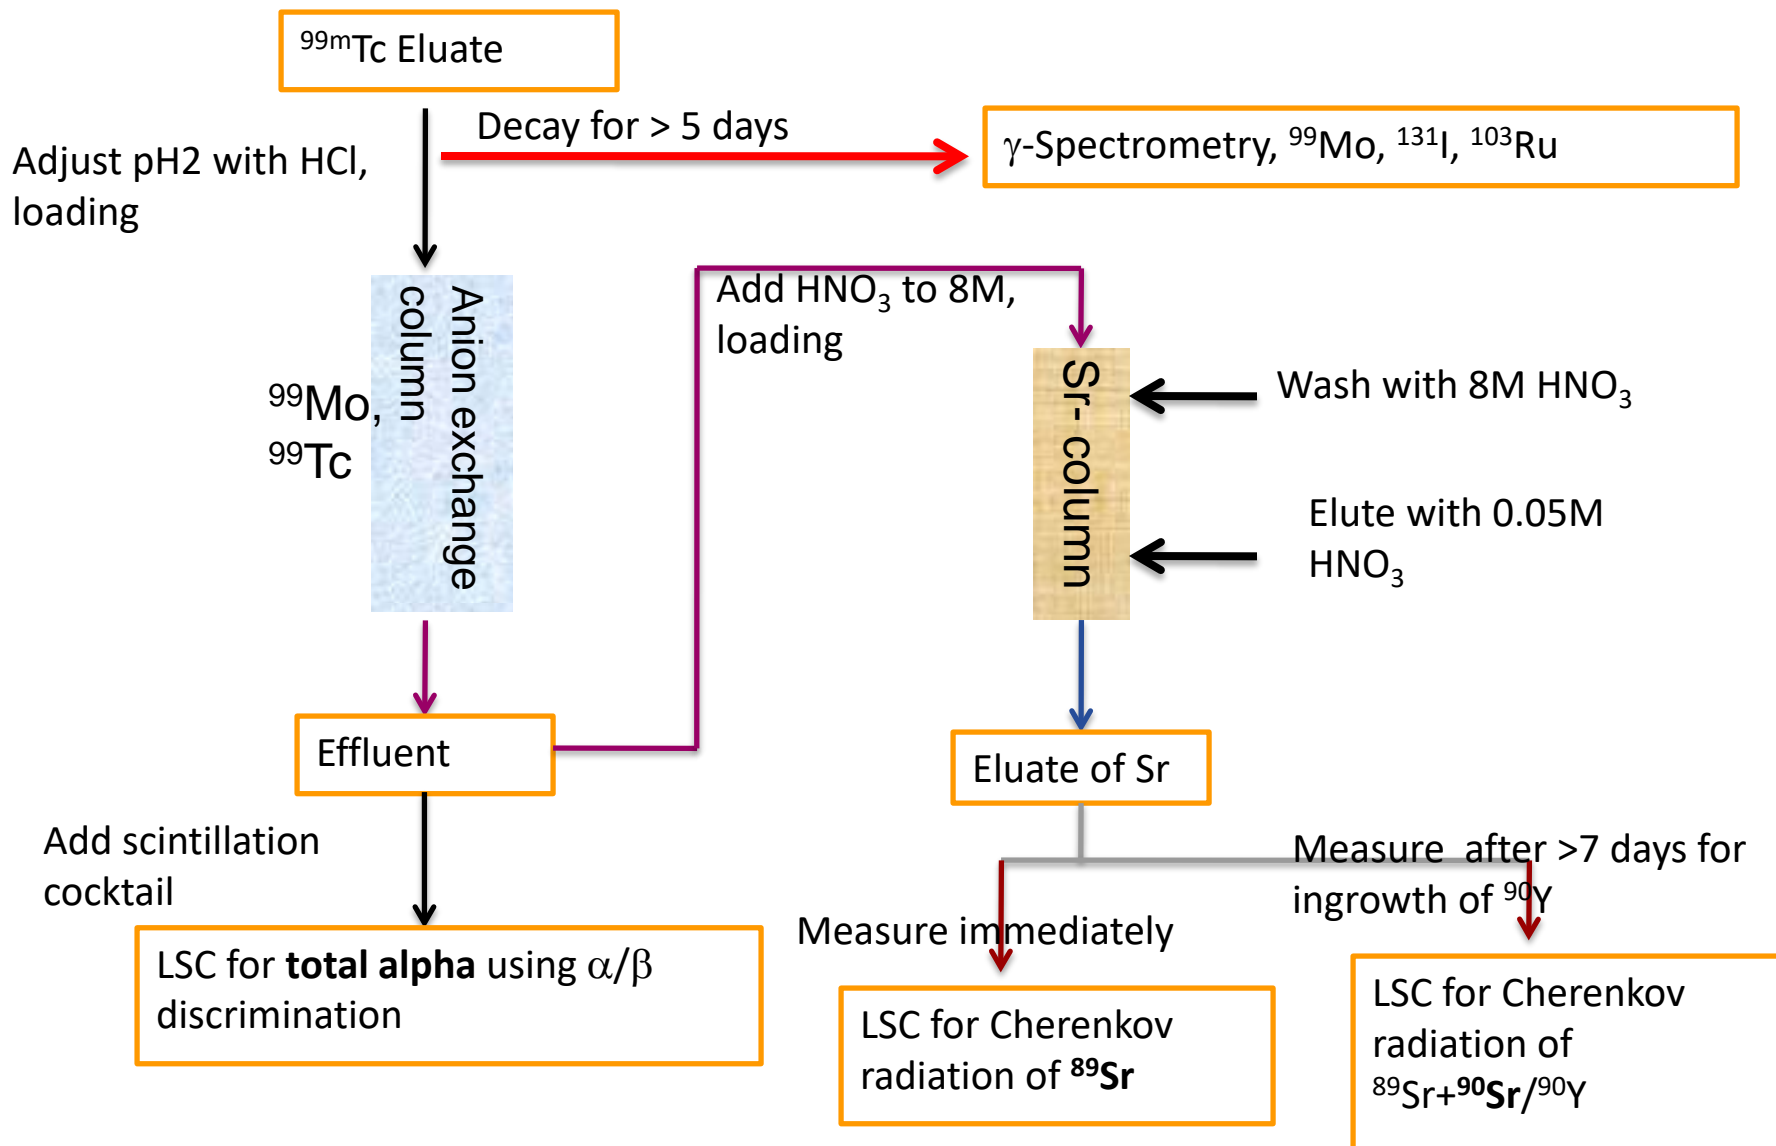 ⁹⁹ᵐTc Eluate
Decay for > 5 days
γ-Spectrometry, ⁹⁹Mo, ¹³¹I, ¹⁰³Ru
Adjust pH2 with HCl,
loading
Anion exchange
column
⁹⁹Mo,
⁹⁹Tc
Add HNO₃ to 8M,
loading
Sr- column
Wash with 8M HNO₃
Elute with 0.05M
HNO₃
Effluent
Eluate of Sr
Add scintillation
cocktail
Measure after >7 days for
ingrowth of ⁹⁰Y
Measure immediately
LSC for total alpha using α/β
discrimination
LSC for Cherenkov
radiation of ⁸⁹Sr
LSC for Cherenkov
radiation of
⁸⁹Sr+⁹⁰Sr/⁹⁰Y